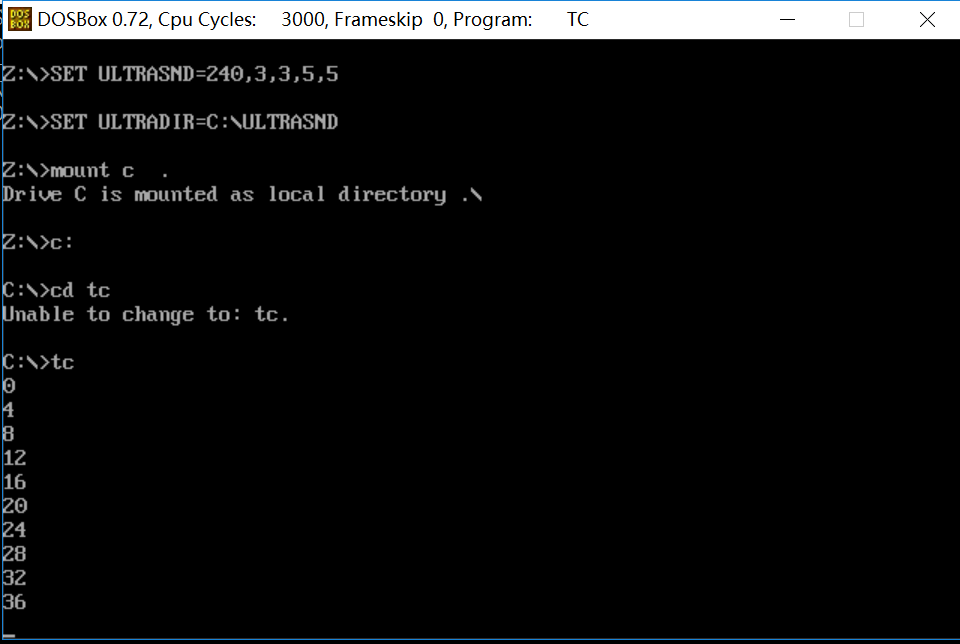 DOS
BOX
DOSBox 0.72, Cpu Cycles: 3000, Frameskip 0, Program: TC
Z:\>SET ULTRASND=240,3,3,5,5
Z:\>SET ULTRADIR=C:\ULTRASND
Z:\>mount c  .
Drive C is mounted as local directory .\
Z:\>c:
C:\>cd tc
Unable to change to: tc.
C:\>tc
0
4
8
12
16
20
24
28
32
36